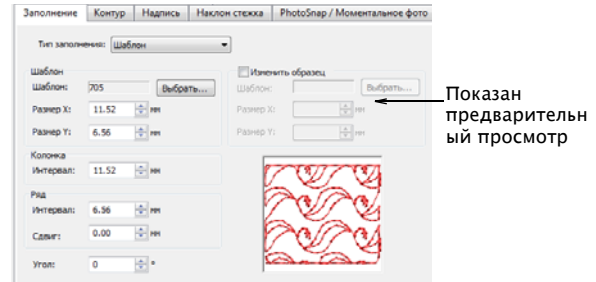 Заполнение Контур Надпись Наклон стежка PhotoSnap / Моментальное фото
Тип заполнения: Шаблон
Шаблон
Шаблон: 705 Выбрать...
Размер X: 11.52 мм
Размер Y: 6.56 мм
Изменить образец
Шаблон: Выбрать...
Размер X: мм
Размер Y: мм
Показан
предварительн
ый просмотр
Колонка
Интервал: 11.52 мм
Ряд
Интервал: 6.56 мм
Сдвиг: 0.00 мм
Угол: 0 °